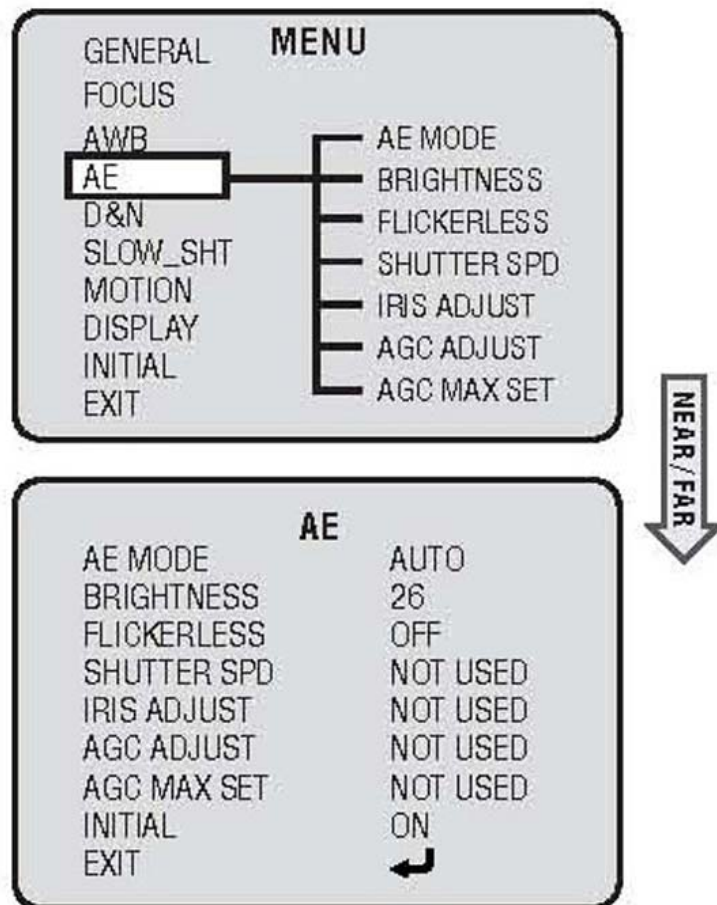 MENU
GENERAL
FOCUS
AWB
AE
D&N
SLOW_SHT
MOTION
DISPLAY
INITIAL
EXIT
AE MODE
BRIGHTNESS
FLICKERLESS
SHUTTER SPD
IRIS ADJUST
AGC ADJUST
AGC MAX SET
NEAR/FAR
AE
AE MODE AUTO
BRIGHTNESS 26
FLICKERLESS OFF
SHUTTER SPD NOT USED
IRIS ADJUST NOT USED
AGC ADJUST NOT USED
AGC MAX SET NOT USED
INITIAL ON
EXIT